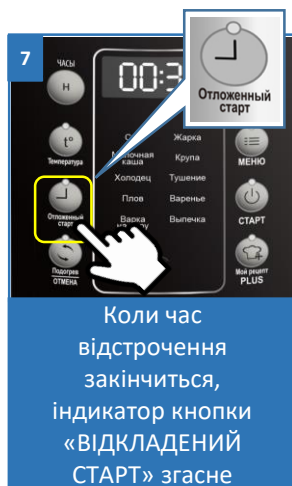 7
ЧАСЫ
Н
00:3
Отложенный
старт
t°
Температура
Жарка
каша
Крупа
МЕНЮ
Холодец
Тушение
Отложенный
старт
Плов
Варенье
СТАРТ
Варка
Выпечка
Подогрев
ОТМЕНА
Мой рецепт
PLUS
Коли час
відстрочення
закінчиться,
індикатор кнопки
«ВІДКЛАДЕНИЙ
СТАРТ» згасне